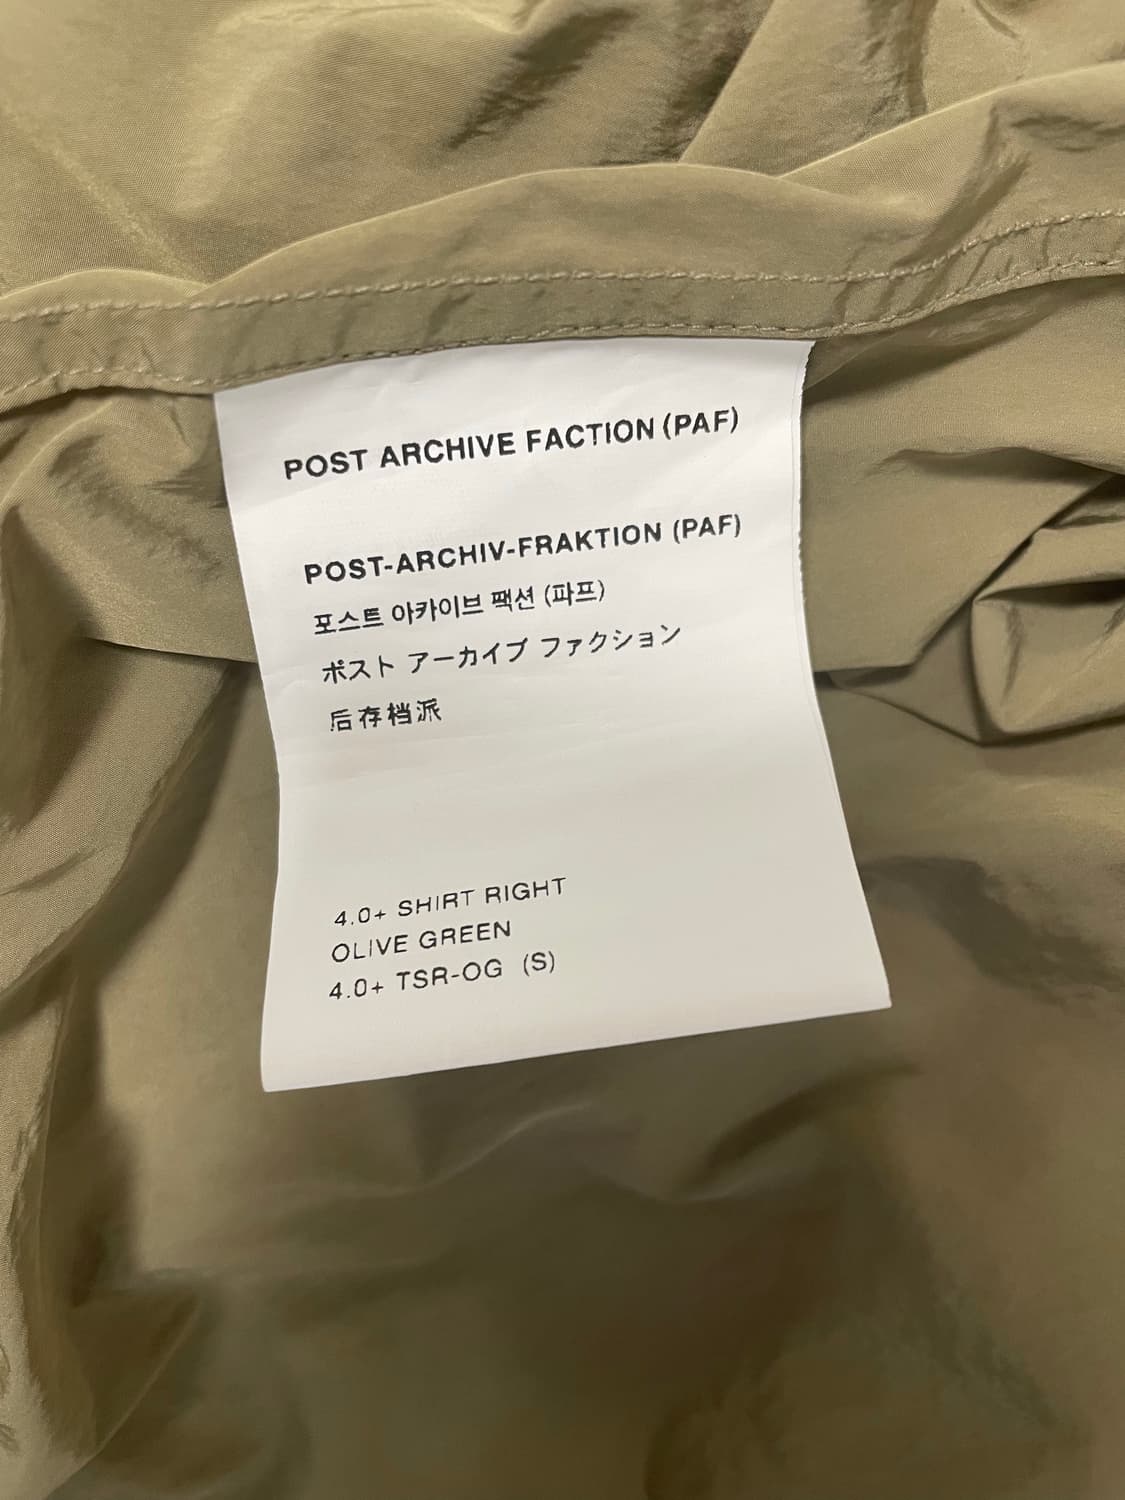 POST ARCHIVE FACTION (PAF)
POST-ARCHIV-FRAKTION (PAF)
포스트 아카이브 팩션 (파프)
ポスト アーカイブ ファクション
后存档派
4.0+ SHIRT RIGHT
OLIVE GREEN
4.0+ TSR-OG (S)